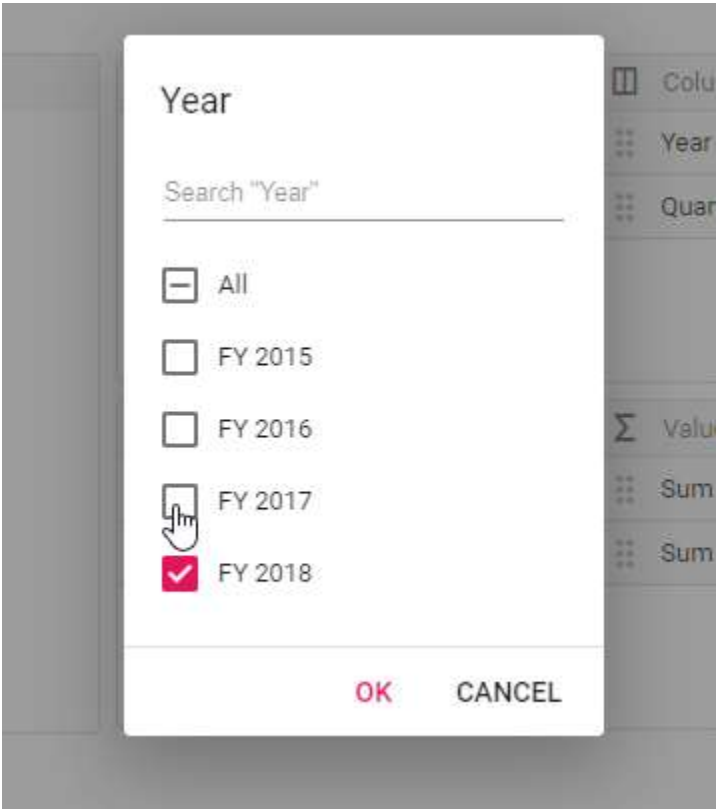 Year
Search "Year"
All
FY 2015
FY 2016
FY 2017
FY 2018
OK CANCEL
Year
Sum
Sum